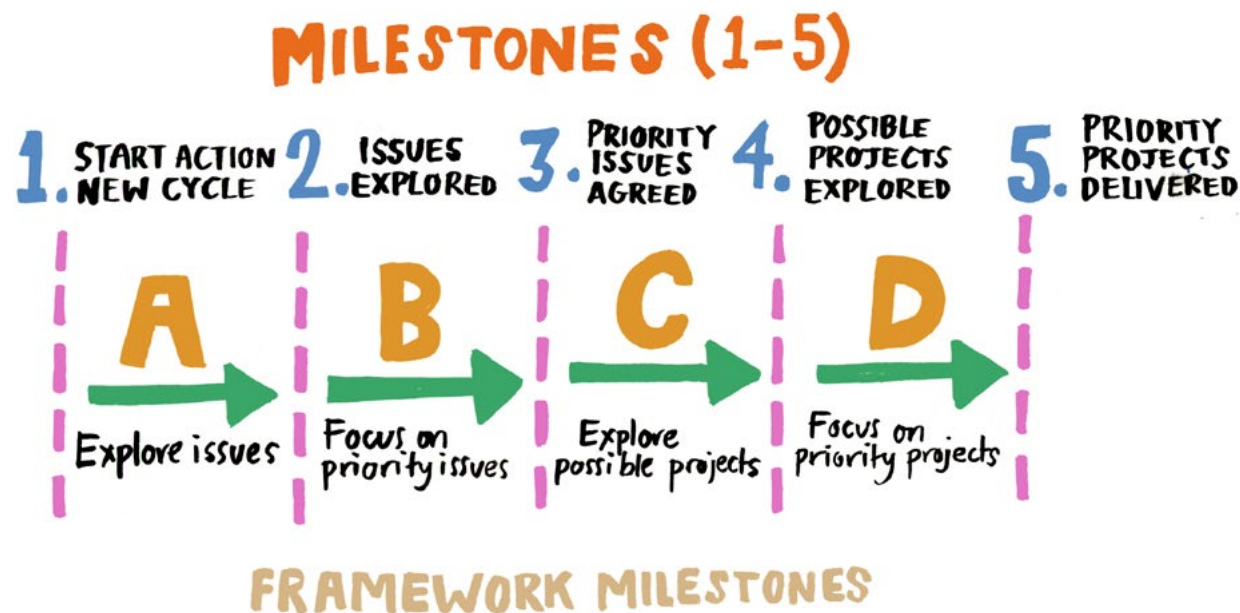 MILESTONES (1-5)
1. START ACTION
NEW CYCLE
2. ISSUES
EXPLORED
3. PRIORITY
ISSUES
AGREED
4. POSSIBLE
PROJECTS
EXPLORED
5. PRIORITY
PROJECTS
DELIVERED
A
Explore issues
B
Focus on
priority issues
C
Explore
possible projects
D
Focus on
priority projects
FRAMEWORK MILESTONES